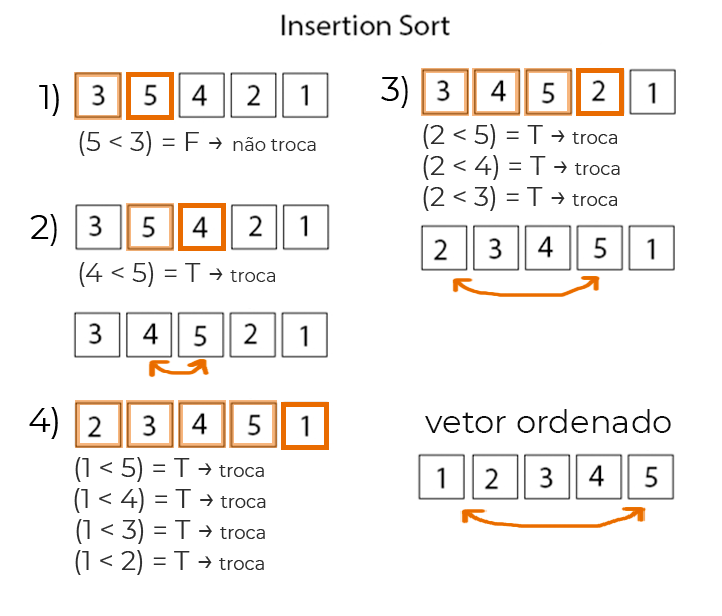 Insertion Sort
1) 3 5 4 2 1
(5 < 3) = F → não troca
2) 3 5 4 2 1
(4 < 5) = T → troca
3 4 5 2 1
3) 3 4 5 2 1
(2 < 5) = T → troca
(2 < 4) = T → troca
(2 < 3) = T → troca
2 3 4 5 1
4) 2 3 4 5 1
(1 < 5) = T → troca
(1 < 4) = T → troca
(1 < 3) = T → troca
(1 < 2) = T → troca
vetor ordenado
1 2 3 4 5